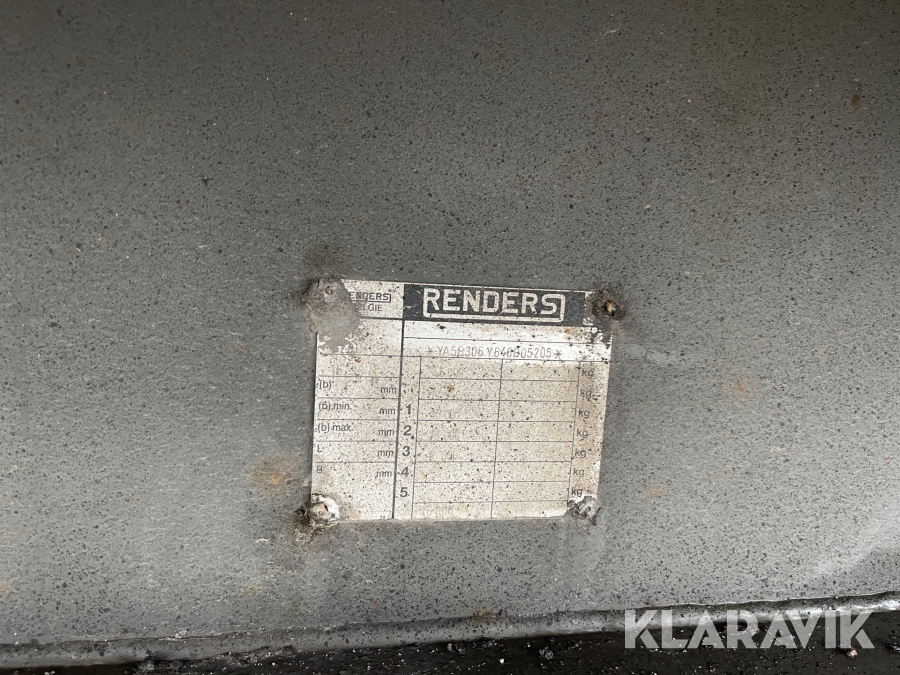 RENDERS
BELGIE
RENDERS
kg
(b) mm kg
(b) min. mm 1 kg
(b) max. mm 2 kg
L mm 3 kg
B mm 4 kg
5 kg
KLARAVIK